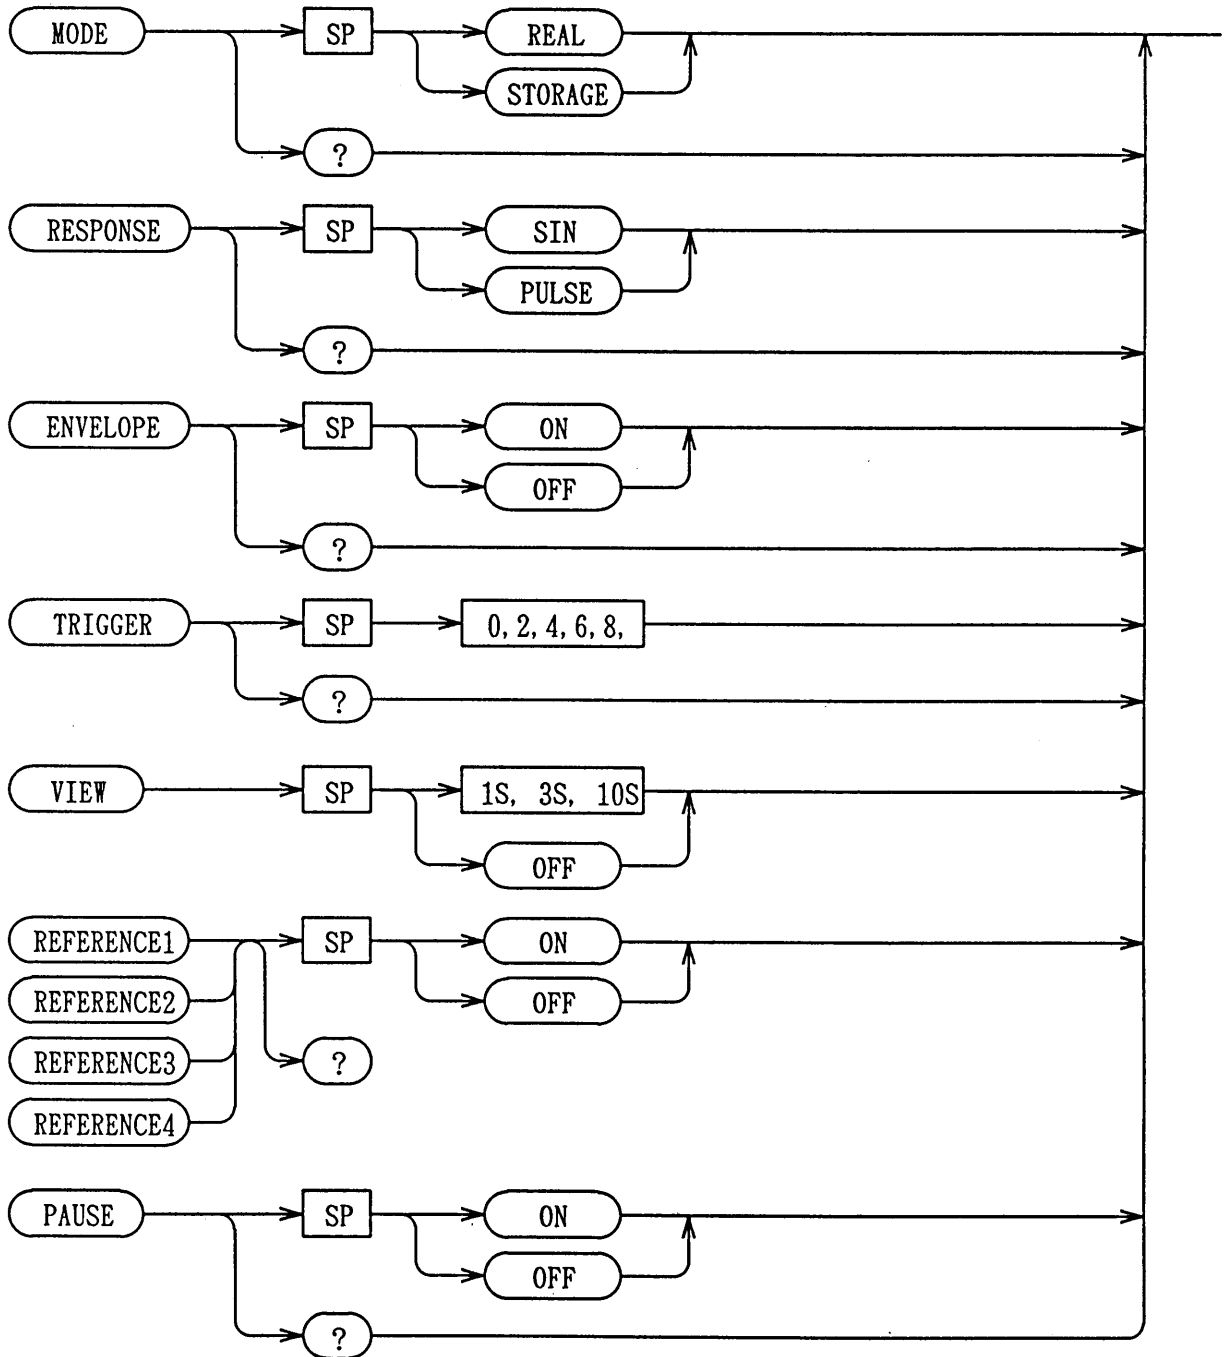 MODE SP REAL
STORAGE
?
RESPONSE SP SIN
PULSE
?
ENVELOPE SP ON
OFF
?
TRIGGER SP 0, 2, 4, 6, 8,
?
VIEW SP 1S, 3S, 10S
OFF
REFERENCE1 SP ON
REFERENCE2 OFF
REFERENCE3 ?
REFERENCE4
PAUSE SP ON
OFF
?